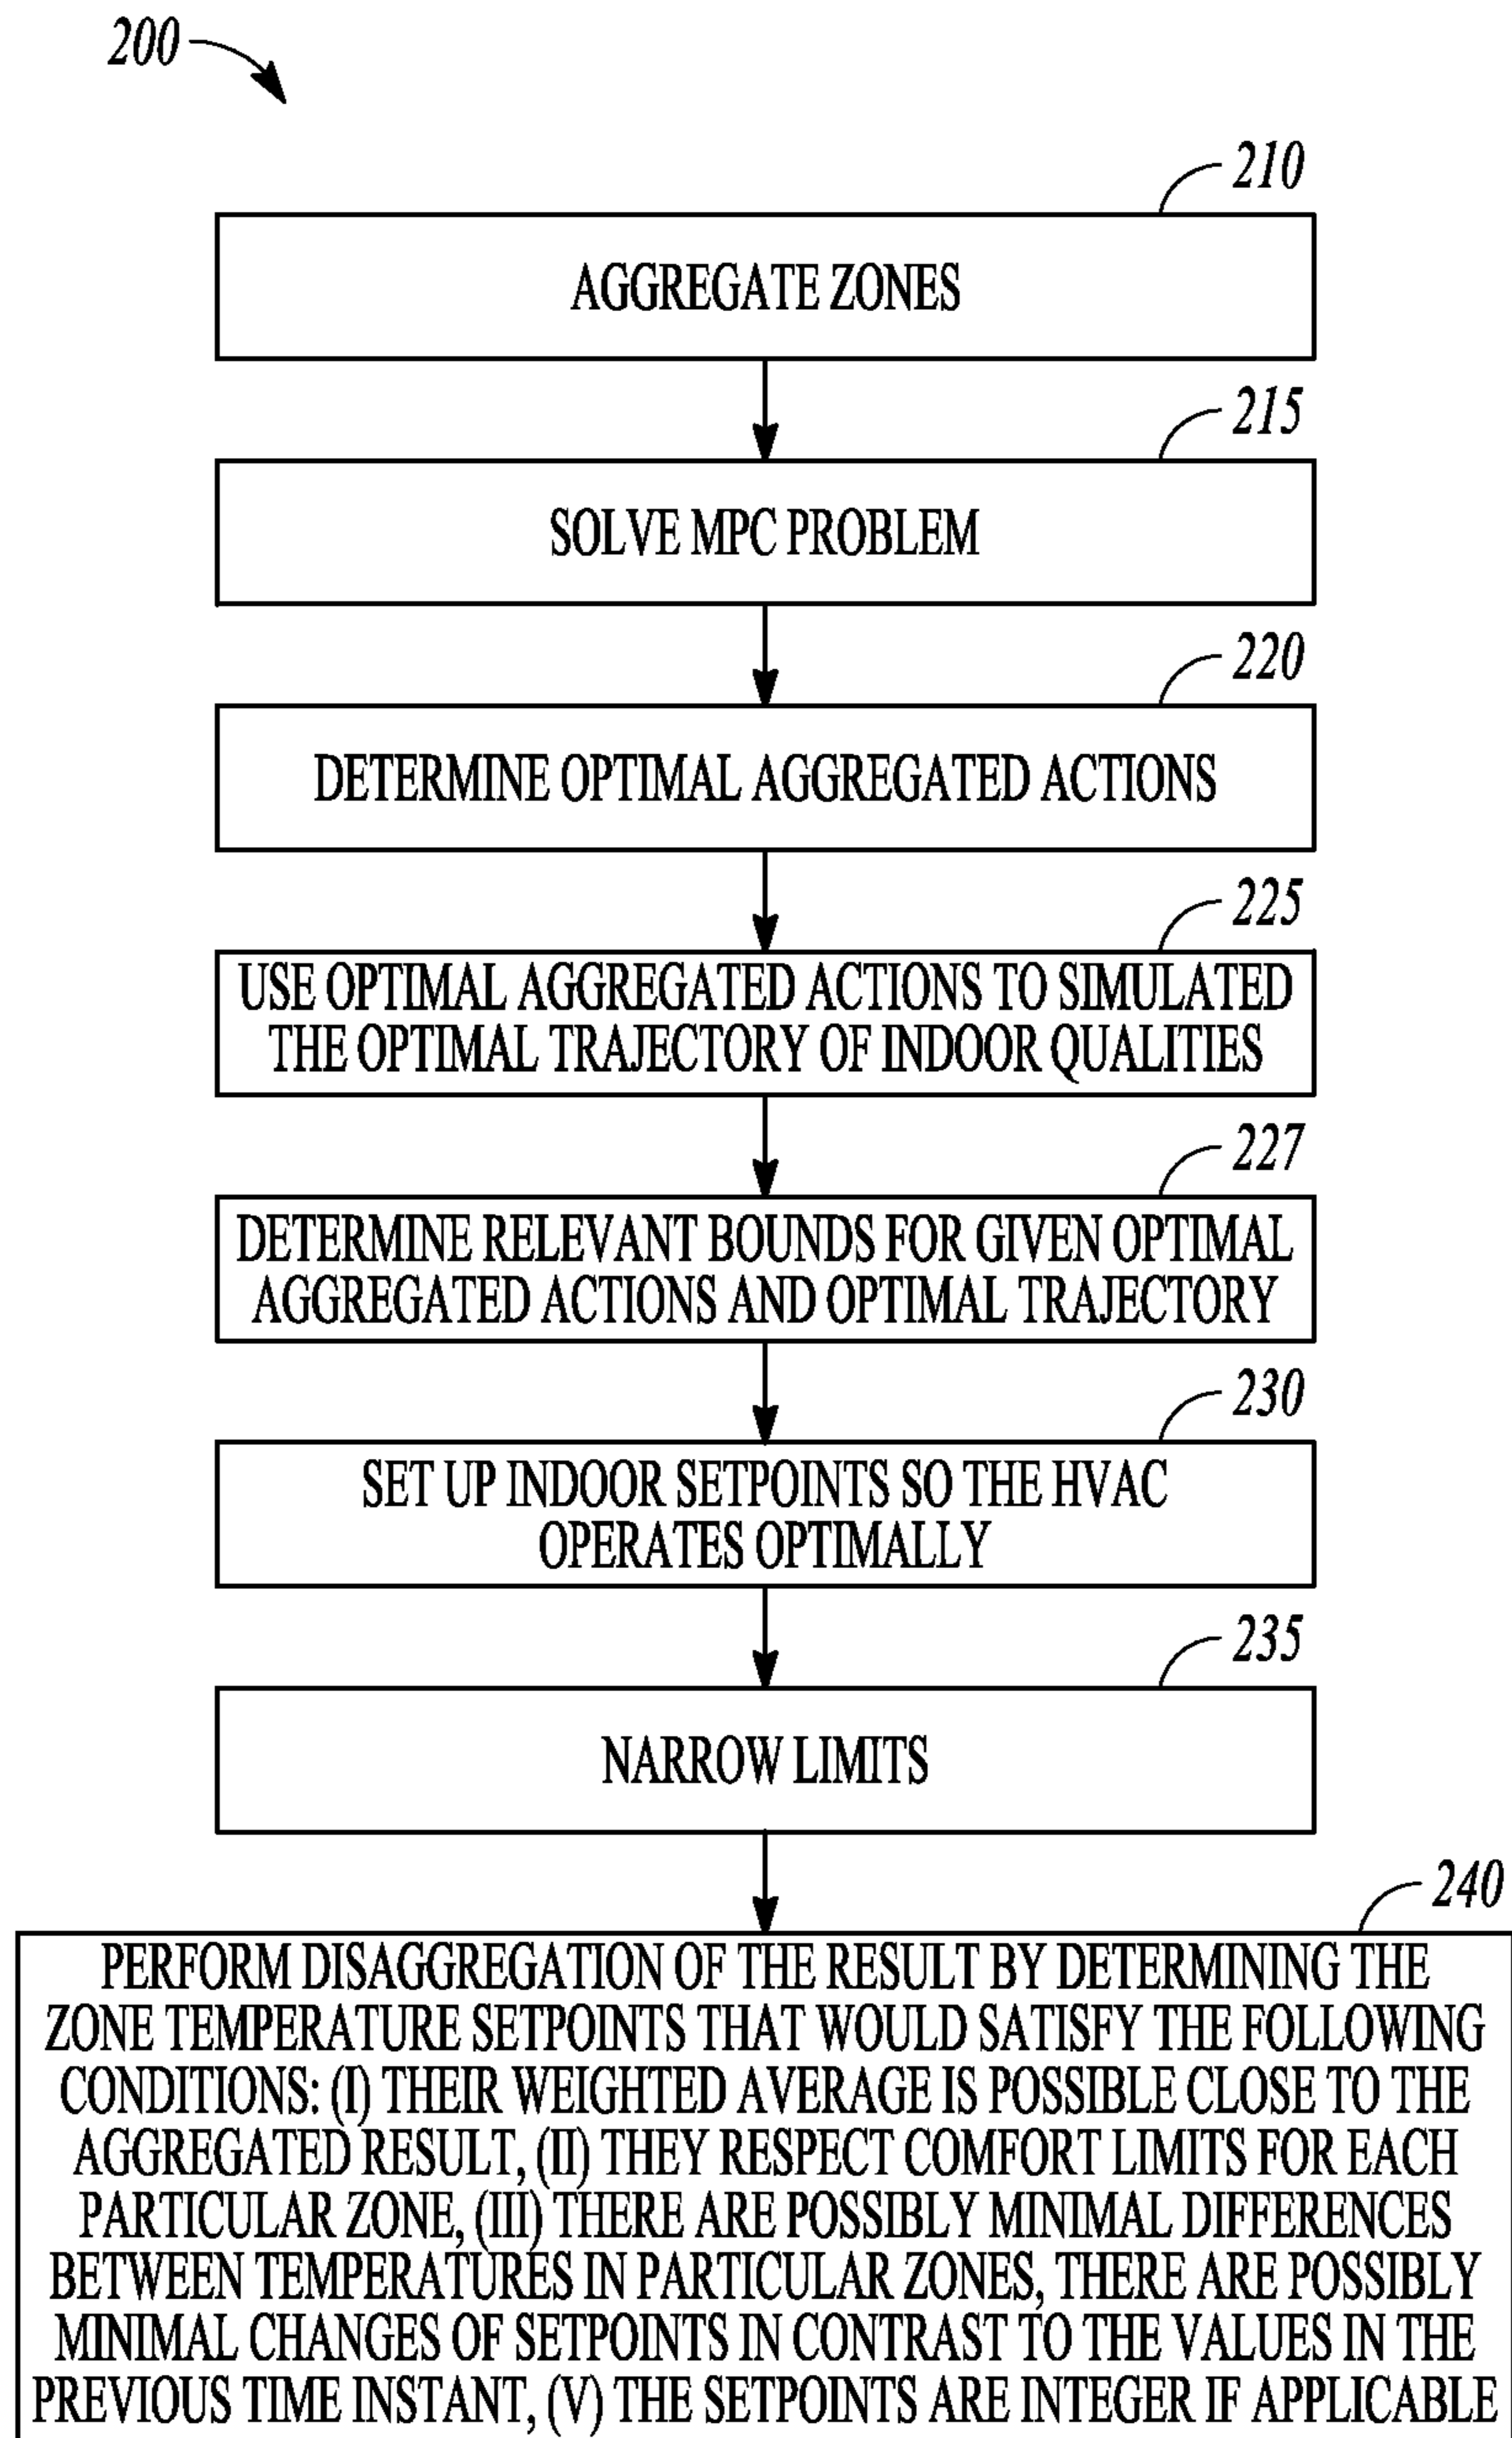 200
210
AGGREGATE ZONES
215
SOLVE MPC PROBLEM
220
DETERMINE OPTIMAL AGGREGATED ACTIONS
225
USE OPTIMAL AGGREGATED ACTIONS TO SIMULATED
THE OPTIMAL TRAJECTORY OF INDOOR QUALITIES
227
DETERMINE RELEVANT BOUNDS FOR GIVEN OPTIMAL
AGGREGATED ACTIONS AND OPTIMAL TRAJECTORY
230
SET UP INDOOR SETPOINTS SO THE HVAC
OPERATES OPTIMALLY
235
NARROW LIMITS
240
PERFORM DISAGGREGATION OF THE RESULT BY DETERMINING THE
ZONE TEMPERATURE SETPOINTS THAT WOULD SATISFY THE FOLLOWING
CONDITIONS: (I) THEIR WEIGHTED AVERAGE IS POSSIBLE CLOSE TO THE
AGGREGATED RESULT, (II) THEY RESPECT COMFORT LIMITS FOR EACH
PARTICULAR ZONE, (III) THERE ARE POSSIBLY MINIMAL DIFFERENCES
BETWEEN TEMPERATURES IN PARTICULAR ZONES, THERE ARE POSSIBLY
MINIMAL CHANGES OF SETPOINTS IN CONTRAST TO THE VALUES IN THE
PREVIOUS TIME INSTANT, (V) THE SETPOINTS ARE INTEGER IF APPLICABLE